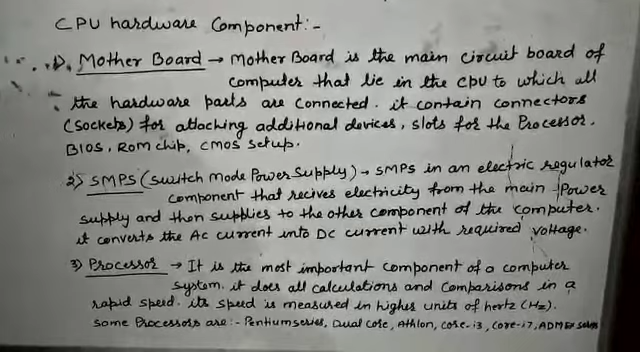 CPU hardware Component:-
1). Mother Board → Mother Board is the main circuit board of
computer that lie in the cpu to which all
the hardware parts are connected. it contain connectors
(sockets) for attaching additional devices, slots for the Processor.
BIOS, ROM chip, CMOS setup.
2) SMPS (switch mode Power Supply) → SMPS in an electric regulator
component that recives electricity from the main Power
supply and then supplies to the other component of the computer.
it converts the AC current into DC current with required voltage.
3) Processor → It is the most important component of a computer
system. it does all calculations and comparisons in a
rapid speed. its speed is measured in highes units of hertz (Hz).
Some Processors are:- Pentium series, Dual core, Athlon, core-i3, core-i7, ADM